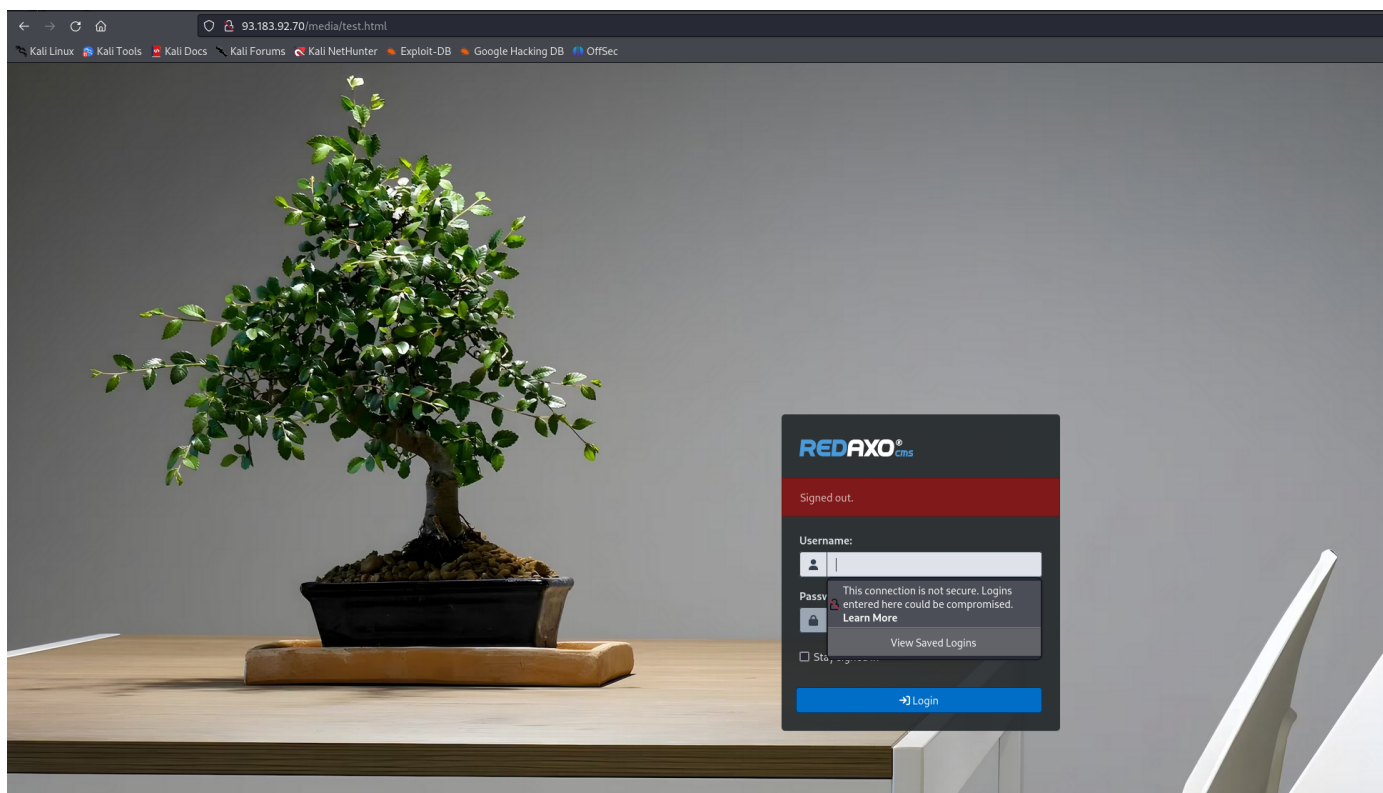 93.183.92.70/media/test.html
Kali Linux Kali Tools Kali Docs Kali Forums Kali NetHunter Exploit-DB Google Hacking DB OffSec
REDAXO® cms
Signed out.
Username:
This connection is not secure. Logins
entered here could be compromised.
Learn More
View Saved Logins
Login